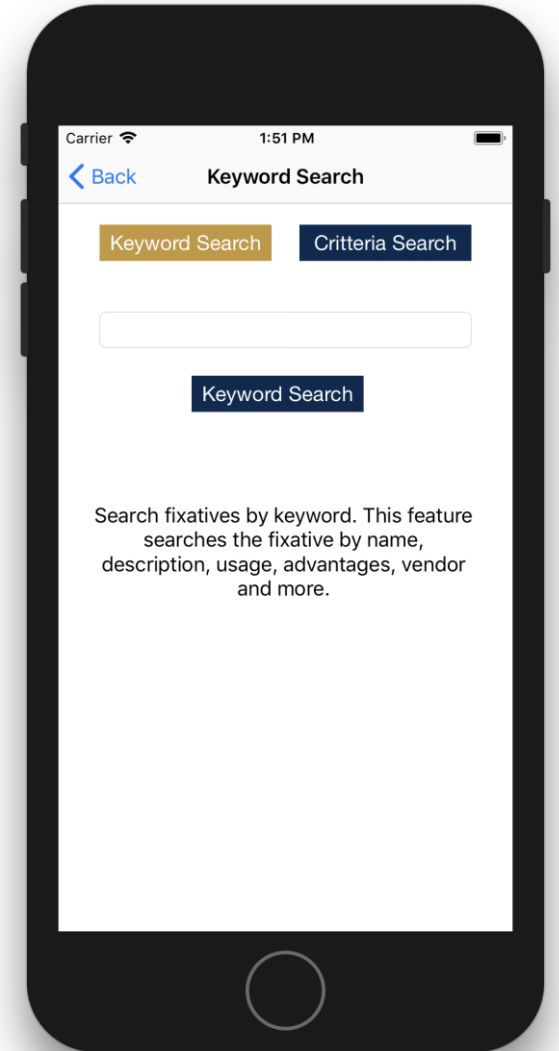 Carrier 1:51 PM
Back Keyword Search
Keyword Search Critteria Search
Keyword Search
Search fixatives by keyword. This feature
searches the fixative by name,
description, usage, advantages, vendor
and more.